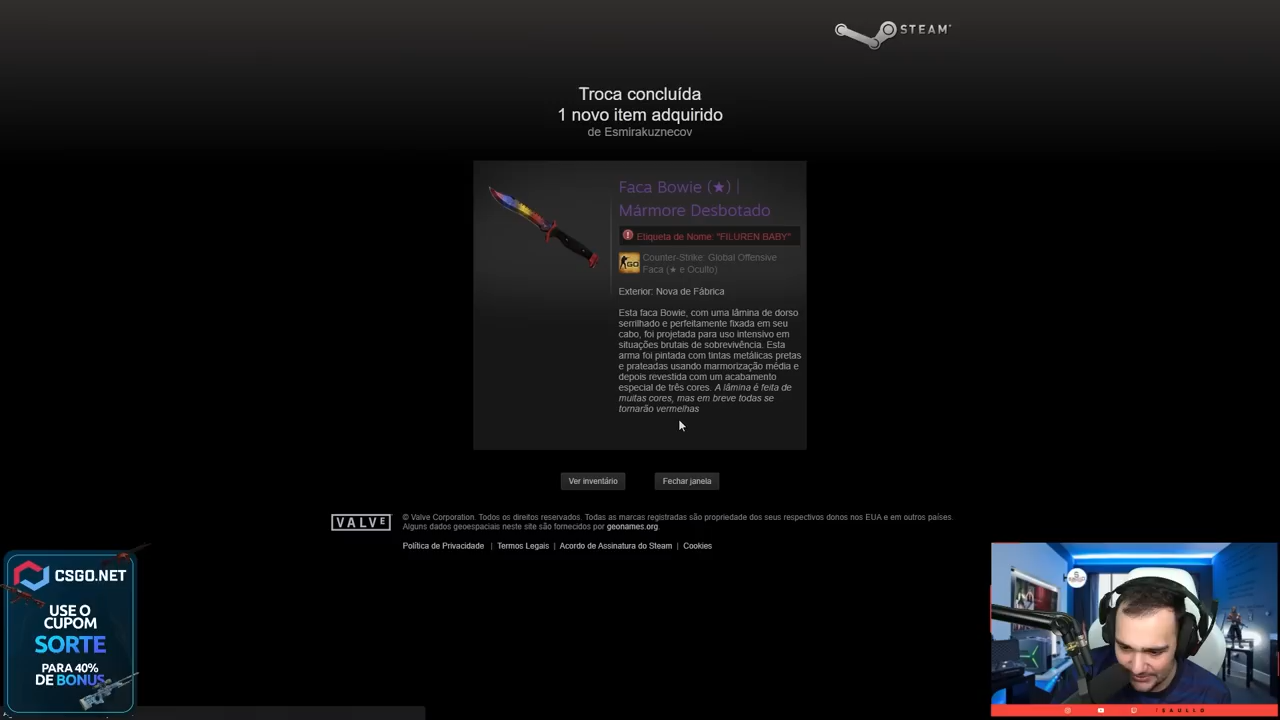 STEAM
Troca concluída
1 novo item adquirido
de Esmirakuznecov
Faca Bowie (★) |
Mármore Desbotado
Etiqueta de Nome: "FILUREN BABY"
GO
Counter-Strike: Global Offensive
Faca (★ e Oculto)
Exterior: Nova de Fábrica
Esta faca Bowie, com uma lâmina de dorso
serrilhado e perfeitamente fixada em seu
cabo, foi projetada para uso intensivo em
situações brutais de sobrevivência. Esta
arma foi pintada com tintas metálicas pretas
e prateadas usando marmorização média e
depois revestida com um acabamento
especial de três cores. A lâmina é feita de
muitas cores, mas em breve todas se
tornarão vermelhas
Ver inventário
Fechar janela
VALVE
© Valve Corporation. Todos os direitos reservados. Todas as marcas registradas são propriedade dos seus respectivos donos nos EUA e em outros países.
Alguns dados geoespaciais neste site são fornecidos por geonames.org.
Política de Privacidade | Termos Legais | Acordo de Assinatura do Steam | Cookies
CSGO.NET
USE O
CUPOM
SORTE
PARA 40%
DE BONUS
SAULLO